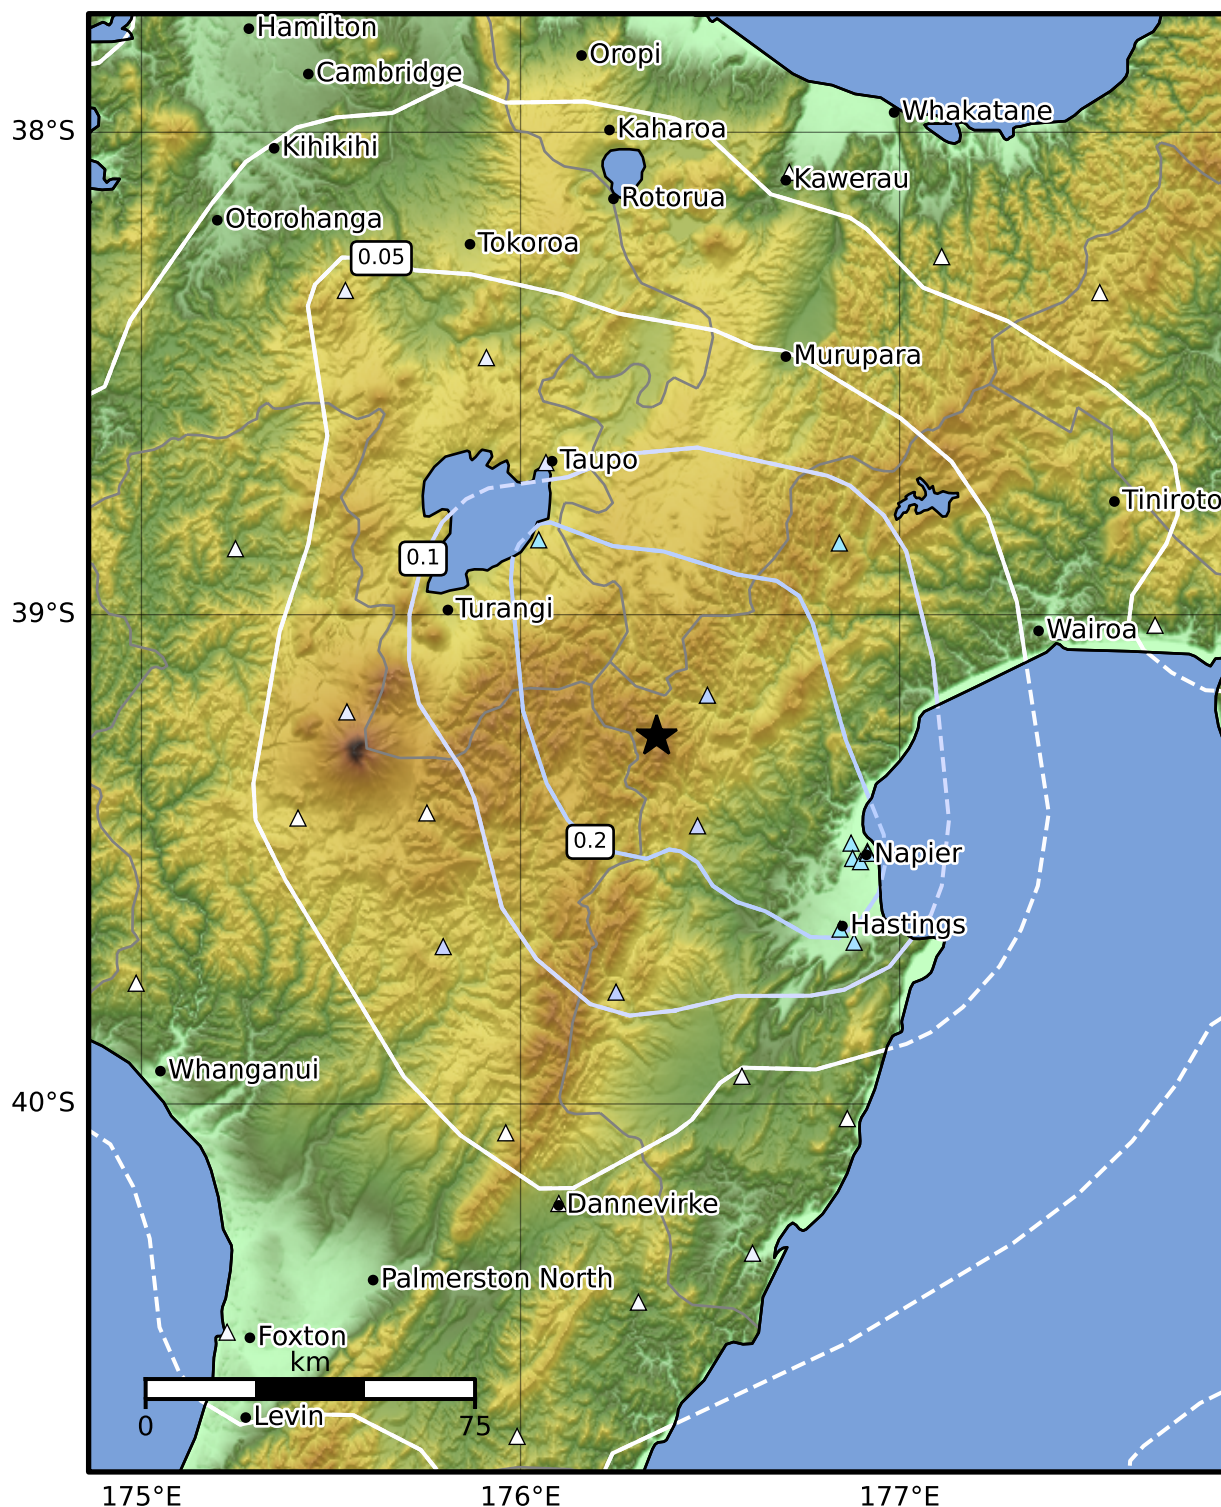 Hamilton
Oropi
Cambridge
Whakatane
Kaharoa
38°S
Kihikihi
Kawerau
Rotorua
Otorohanga
Tokoroa
0.05
Murupara
Taupo
Tiniroto
0.1
Turangi
39°S
Wairoa
0.2
Napier
Hastings
Whanganui
40°S
Dannevirke
Palmerston North
Foxton
km
Levin
0 75
175°E 176°E 177°E